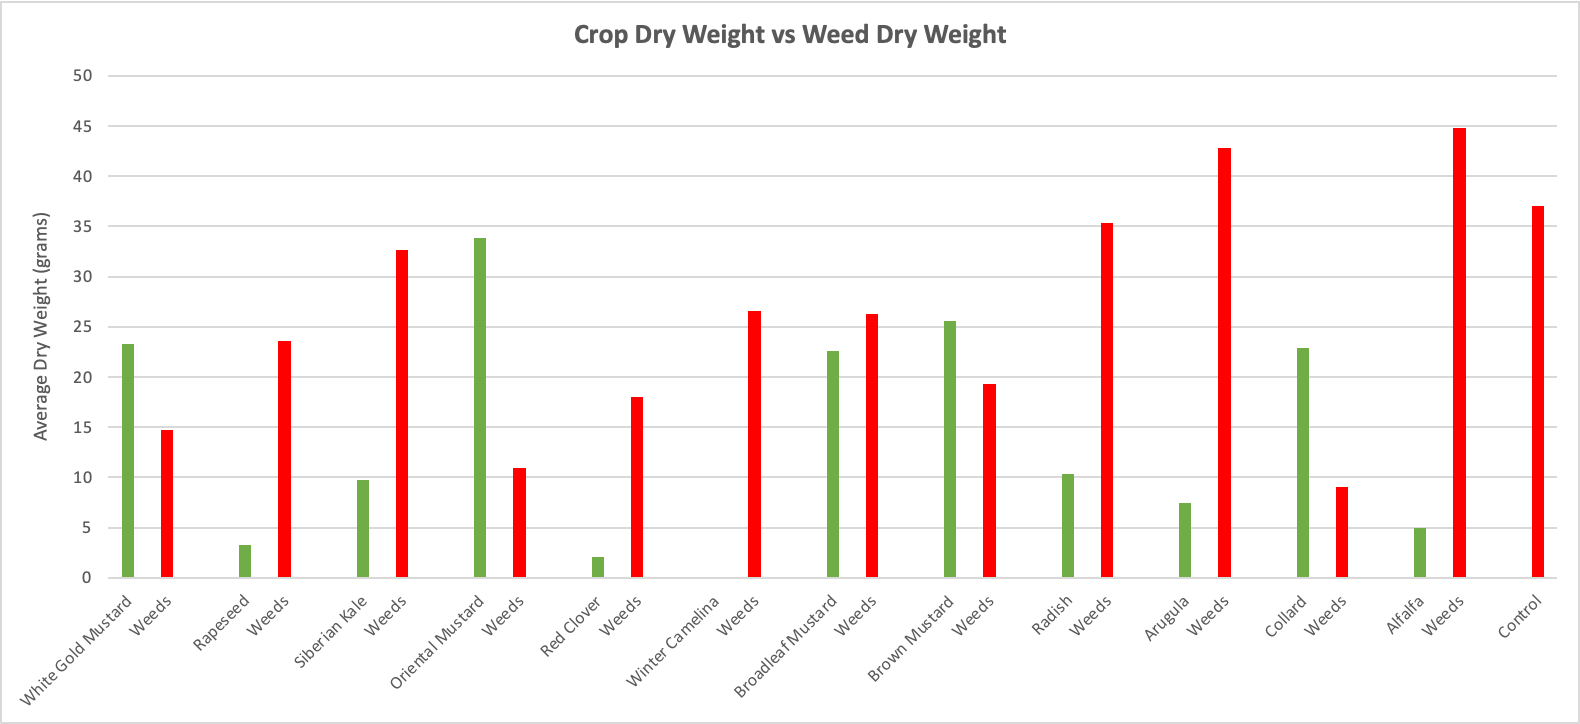 Crop Dry Weight vs Weed Dry Weight
Average Dry Weight (grams)
50
45
40
35
30
25
20
15
10
5
0
White Gold Mustard
Weeds
Rapeseed
Weeds
Siberian Kale
Weeds
Oriental Mustard
Weeds
Red Clover
Weeds
Winter Camelina
Weeds
Broadleaf Mustard
Weeds
Brown Mustard
Weeds
Radish
Weeds
Arugula
Weeds
Collard
Weeds
Alfalfa
Weeds
Control